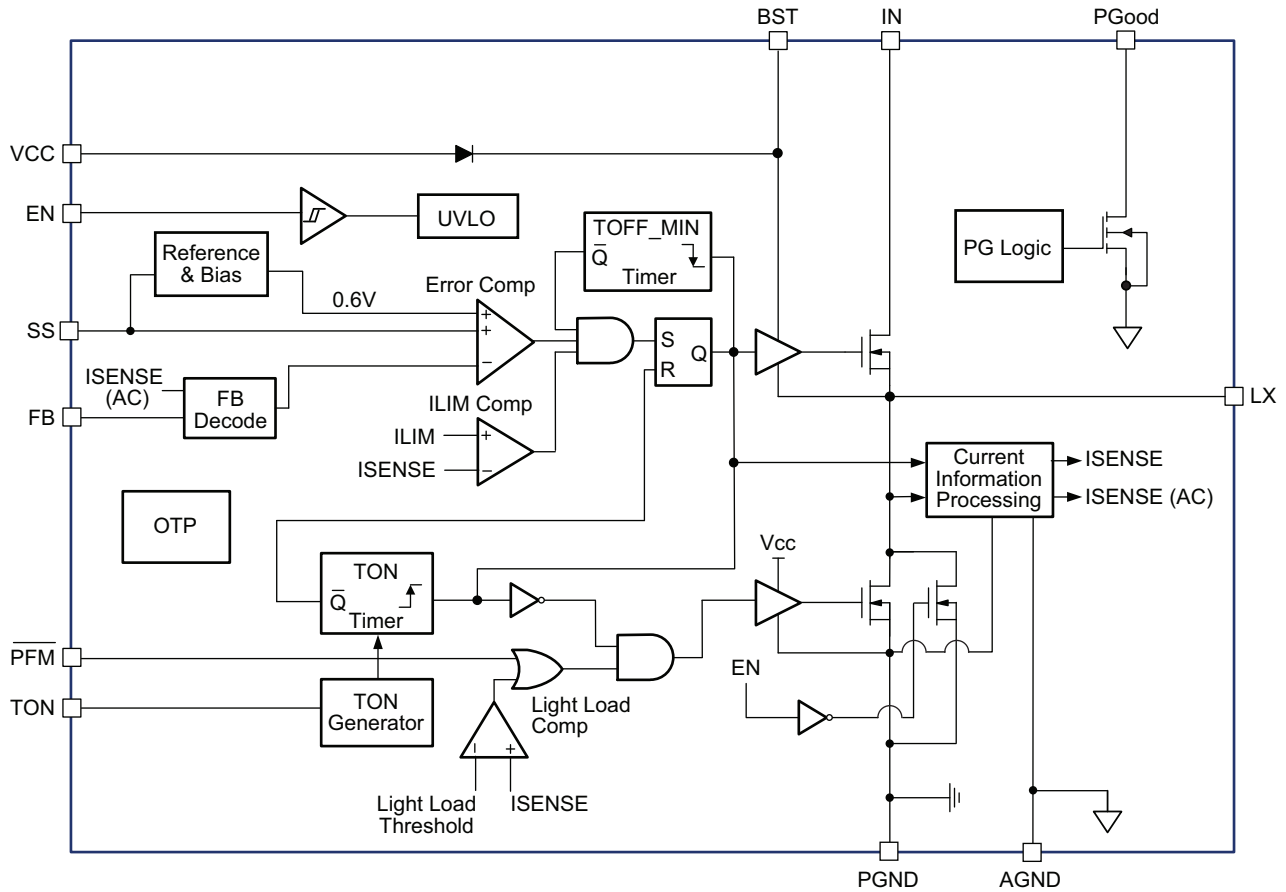 BST
IN
PGood
VCC
EN
UVLO
TOFF_MIN
Q̅
Timer
PG Logic
Reference
& Bias
Error Comp
0.6V
+
+
−
SS
S
R
Q
ISENSE
(AC)
FB
Decode
FB
LX
ILIM Comp
ILIM
+
ISENSE
−
Current
Information
Processing
ISENSE
ISENSE (AC)
OTP
Vcc
TON
Q̅
Timer
P̅F̅M̅
EN
TON
TON
Generator
Light Load
Comp
−
+
Light Load
Threshold
ISENSE
PGND
AGND